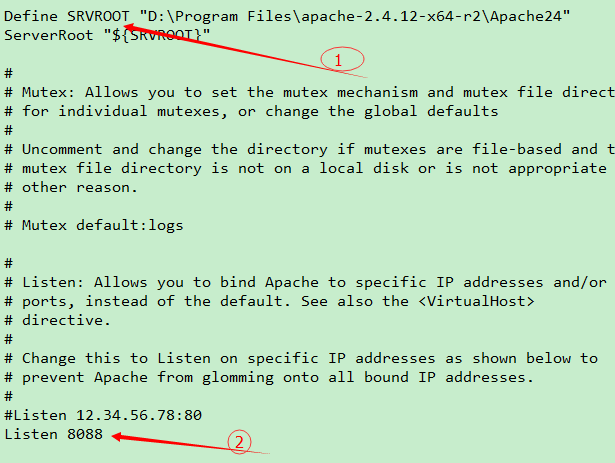 Define SRVROOT "D:\Program Files\apache-2.4.12-x64-r2\Apache24"
ServerRoot "${SRVROOT}"
1
#
# Mutex: Allows you to set the mutex mechanism and mutex file direct
# for individual mutexes, or change the global defaults
#
# Uncomment and change the directory if mutexes are file-based and t
# mutex file directory is not on a local disk or is not appropriate
# other reason.
#
# Mutex default:logs
#
# Listen: Allows you to bind Apache to specific IP addresses and/or
# ports, instead of the default. See also the <VirtualHost>
# directive.
#
# Change this to Listen on specific IP addresses as shown below to
# prevent Apache from glomming onto all bound IP addresses.
#
#Listen 12.34.56.78:80
Listen 8088
2